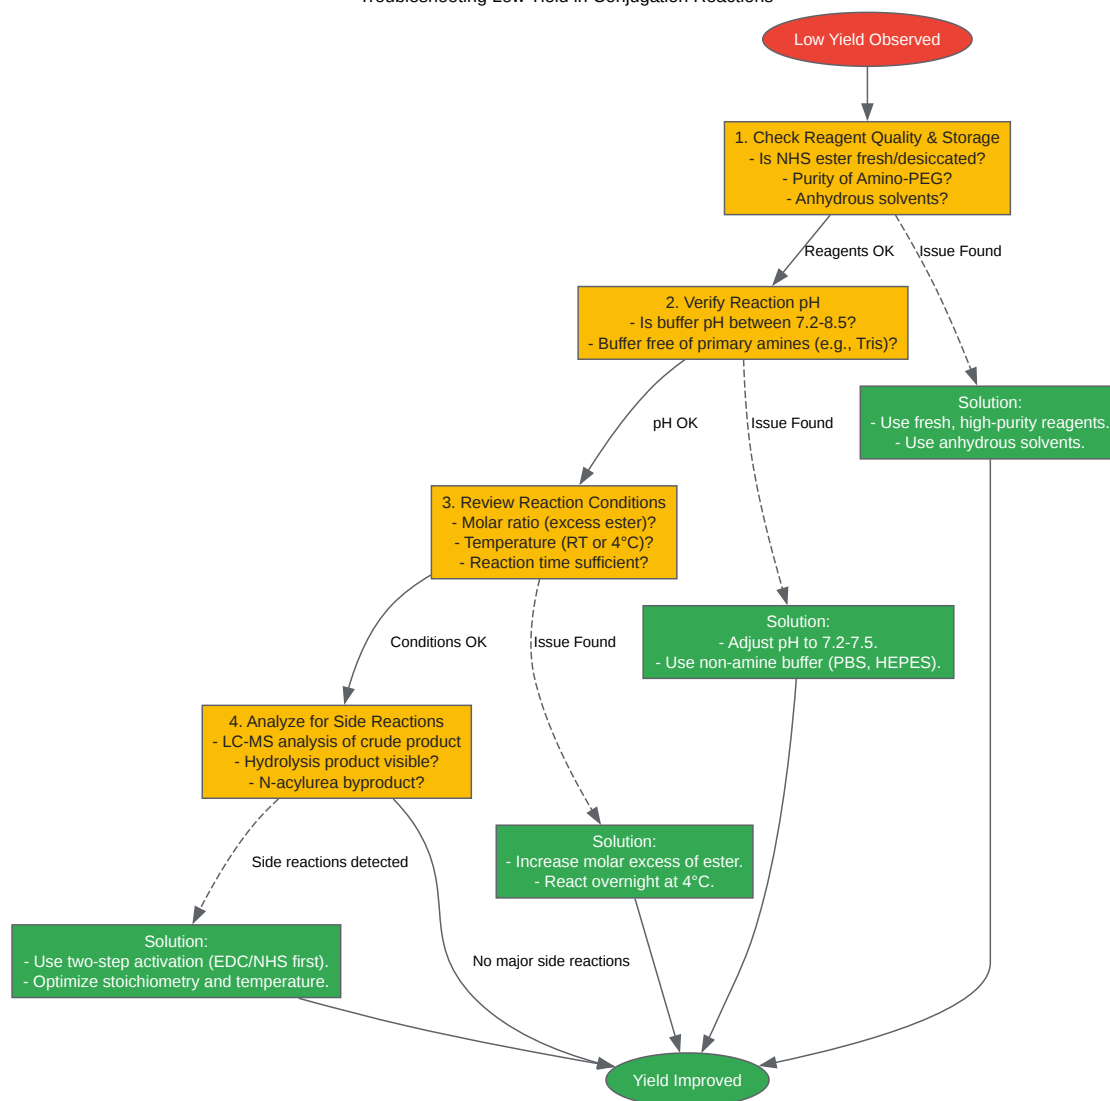 Troubleshooting Low Yield in Conjugation Reactions
Low Yield Observed
1. Check Reagent Quality & Storage
- Is NHS ester fresh/desiccated?
- Purity of Amino-PEG?
- Anhydrous solvents?
Reagents OK
Issue Found
2. Verify Reaction pH
- Is buffer pH between 7.2-8.5?
- Buffer free of primary amines (e.g., Tris)?
Solution:
- Use fresh, high-purity reagents.
- Use anhydrous solvents.
pH OK
Issue Found
3. Review Reaction Conditions
- Molar ratio (excess ester)?
- Temperature (RT or 4°C)?
- Reaction time sufficient?
Solution:
- Adjust pH to 7.2-7.5.
- Use non-amine buffer (PBS, HEPES).
Conditions OK
Issue Found
4. Analyze for Side Reactions
- LC-MS analysis of crude product
- Hydrolysis product visible?
- N-acylurea byproduct?
Solution:
- Increase molar excess of ester.
- React overnight at 4°C.
Side reactions detected
No major side reactions
Solution:
- Use two-step activation (EDC/NHS first).
- Optimize stoichiometry and temperature.
Yield Improved